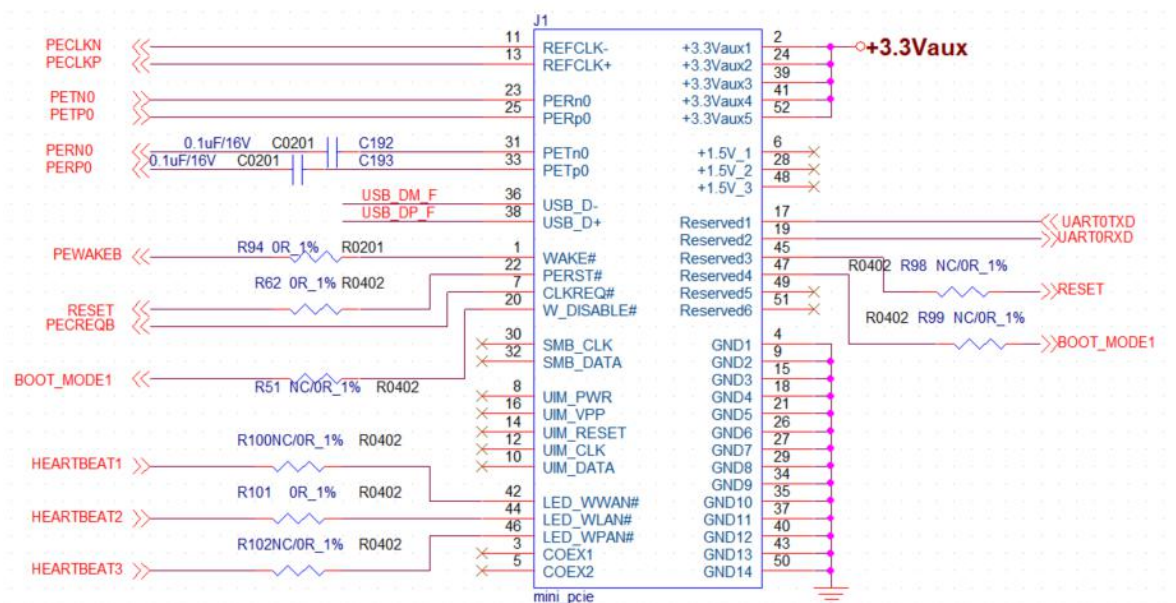 J1
PECLKN 11 REFCLK- +3.3Vaux1 2 +3.3Vaux
PECLKP 13 REFCLK+ +3.3Vaux2 24
+3.3Vaux3 39
PETN0 23 PERn0 +3.3Vaux4 41
PETP0 25 PERp0 +3.3Vaux5 52
PERN0 0.1uF/16V C0201 C192 31 PETn0 +1.5V_1 6
PERP0 0.1uF/16V C0201 C193 33 PETp0 +1.5V_2 28
+1.5V_3 48
USB_DM_F 36 USB_D-
USB_DP_F 38 USB_D+ Reserved1 17 UART0TXD
Reserved2 19 UART0RXD
PEWAKEB R94 0R_1% R0201 1 WAKE# Reserved3 45
R62 0R_1% R0402 22 PERST# Reserved4 47 R0402 R98 NC/0R_1%
RESET 7 CLKREQ# Reserved5 49 RESET
PECREQB 20 W_DISABLE# Reserved6 51
R0402 R99 NC/0R_1%
30 SMB_CLK GND1 4 BOOT_MODE1
32 SMB_DATA GND2 9
BOOT_MODE1 R51 NC/0R_1% R0402 GND3 15
8 UIM_PWR GND4 18
16 UIM_VPP GND5 21
14 UIM_RESET GND6 26
12 UIM_CLK GND7 27
10 UIM_DATA GND8 29
R100NC/0R_1% R0402 GND9 34
HEARTBEAT1 42 LED_WWAN# GND10 35
R101 0R_1% R0402
HEARTBEAT2 44 LED_WLAN# GND11 37
R102NC/0R_1% R0402 46 LED_WPAN# GND12 40
3 COEX1 GND13 43
HEARTBEAT3 5 COEX2 GND14 50
mini_pcie